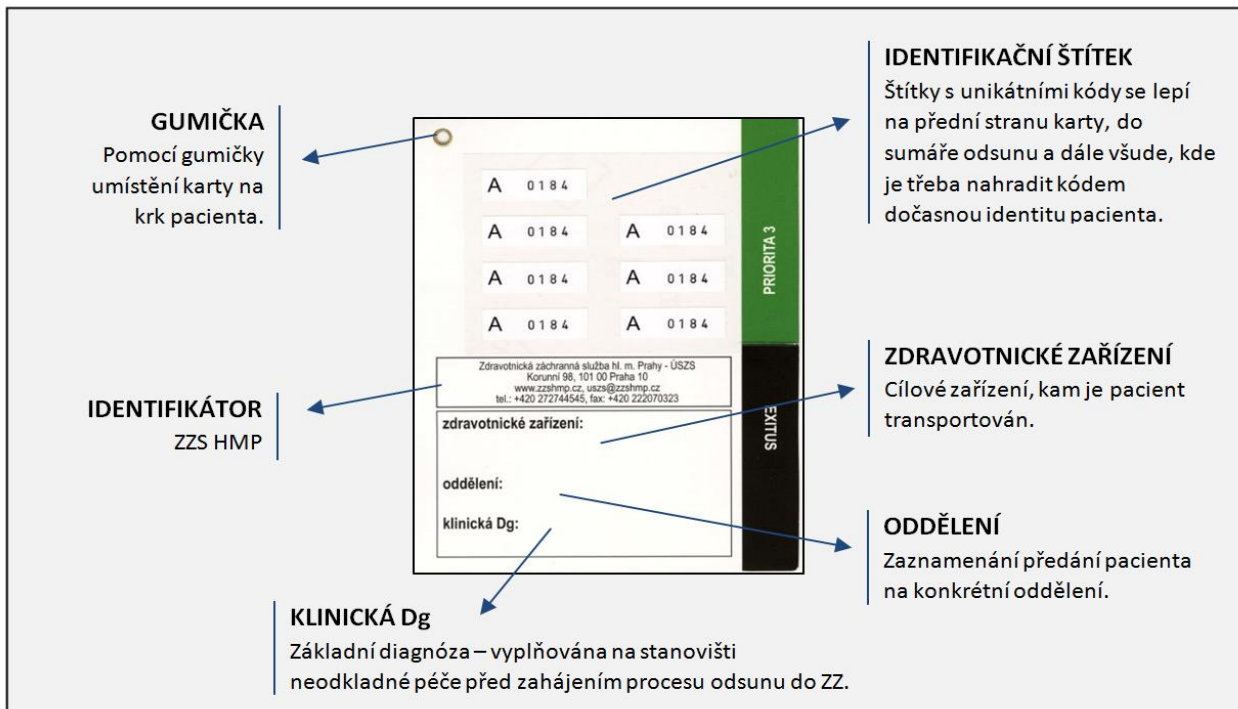 GUMIČKA
Pomocí gumičky
umístění karty na
krk pacienta.
IDENTIFIKAČNÍ ŠTÍTEK
Štítky s unikátními kódy se lepí
na přední stranu karty, do
sumáře odsunu a dále všude, kde
je třeba nahradit kódem
dočasnou identitu pacienta.
A 0184
A 0184 A 0184
A 0184 A 0184
A 0184 A 0184
PRIORITA 3
Zdravotnická záchranná služba hl. m. Prahy - ÚSZS
Korunní 98, 101 00 Praha 10
www.zzshmp.cz, uszs@zzshmp.cz
tel.: +420 272744545, fax: +420 222070323
IDENTIFIKÁTOR
ZZS HMP
zdravotnické zařízení:
oddělení:
klinická Dg:
EXITUS
ZDRAVOTNICKÉ ZAŘÍZENÍ
Cílové zařízení, kam je pacient
transportován.
ODDĚLENÍ
Zaznamenání předání pacienta
na konkrétní oddělení.
KLINICKÁ Dg
Základní diagnóza – vyplňována na stanovišti
neodkladné péče před zahájením procesu odsunu do ZZ.